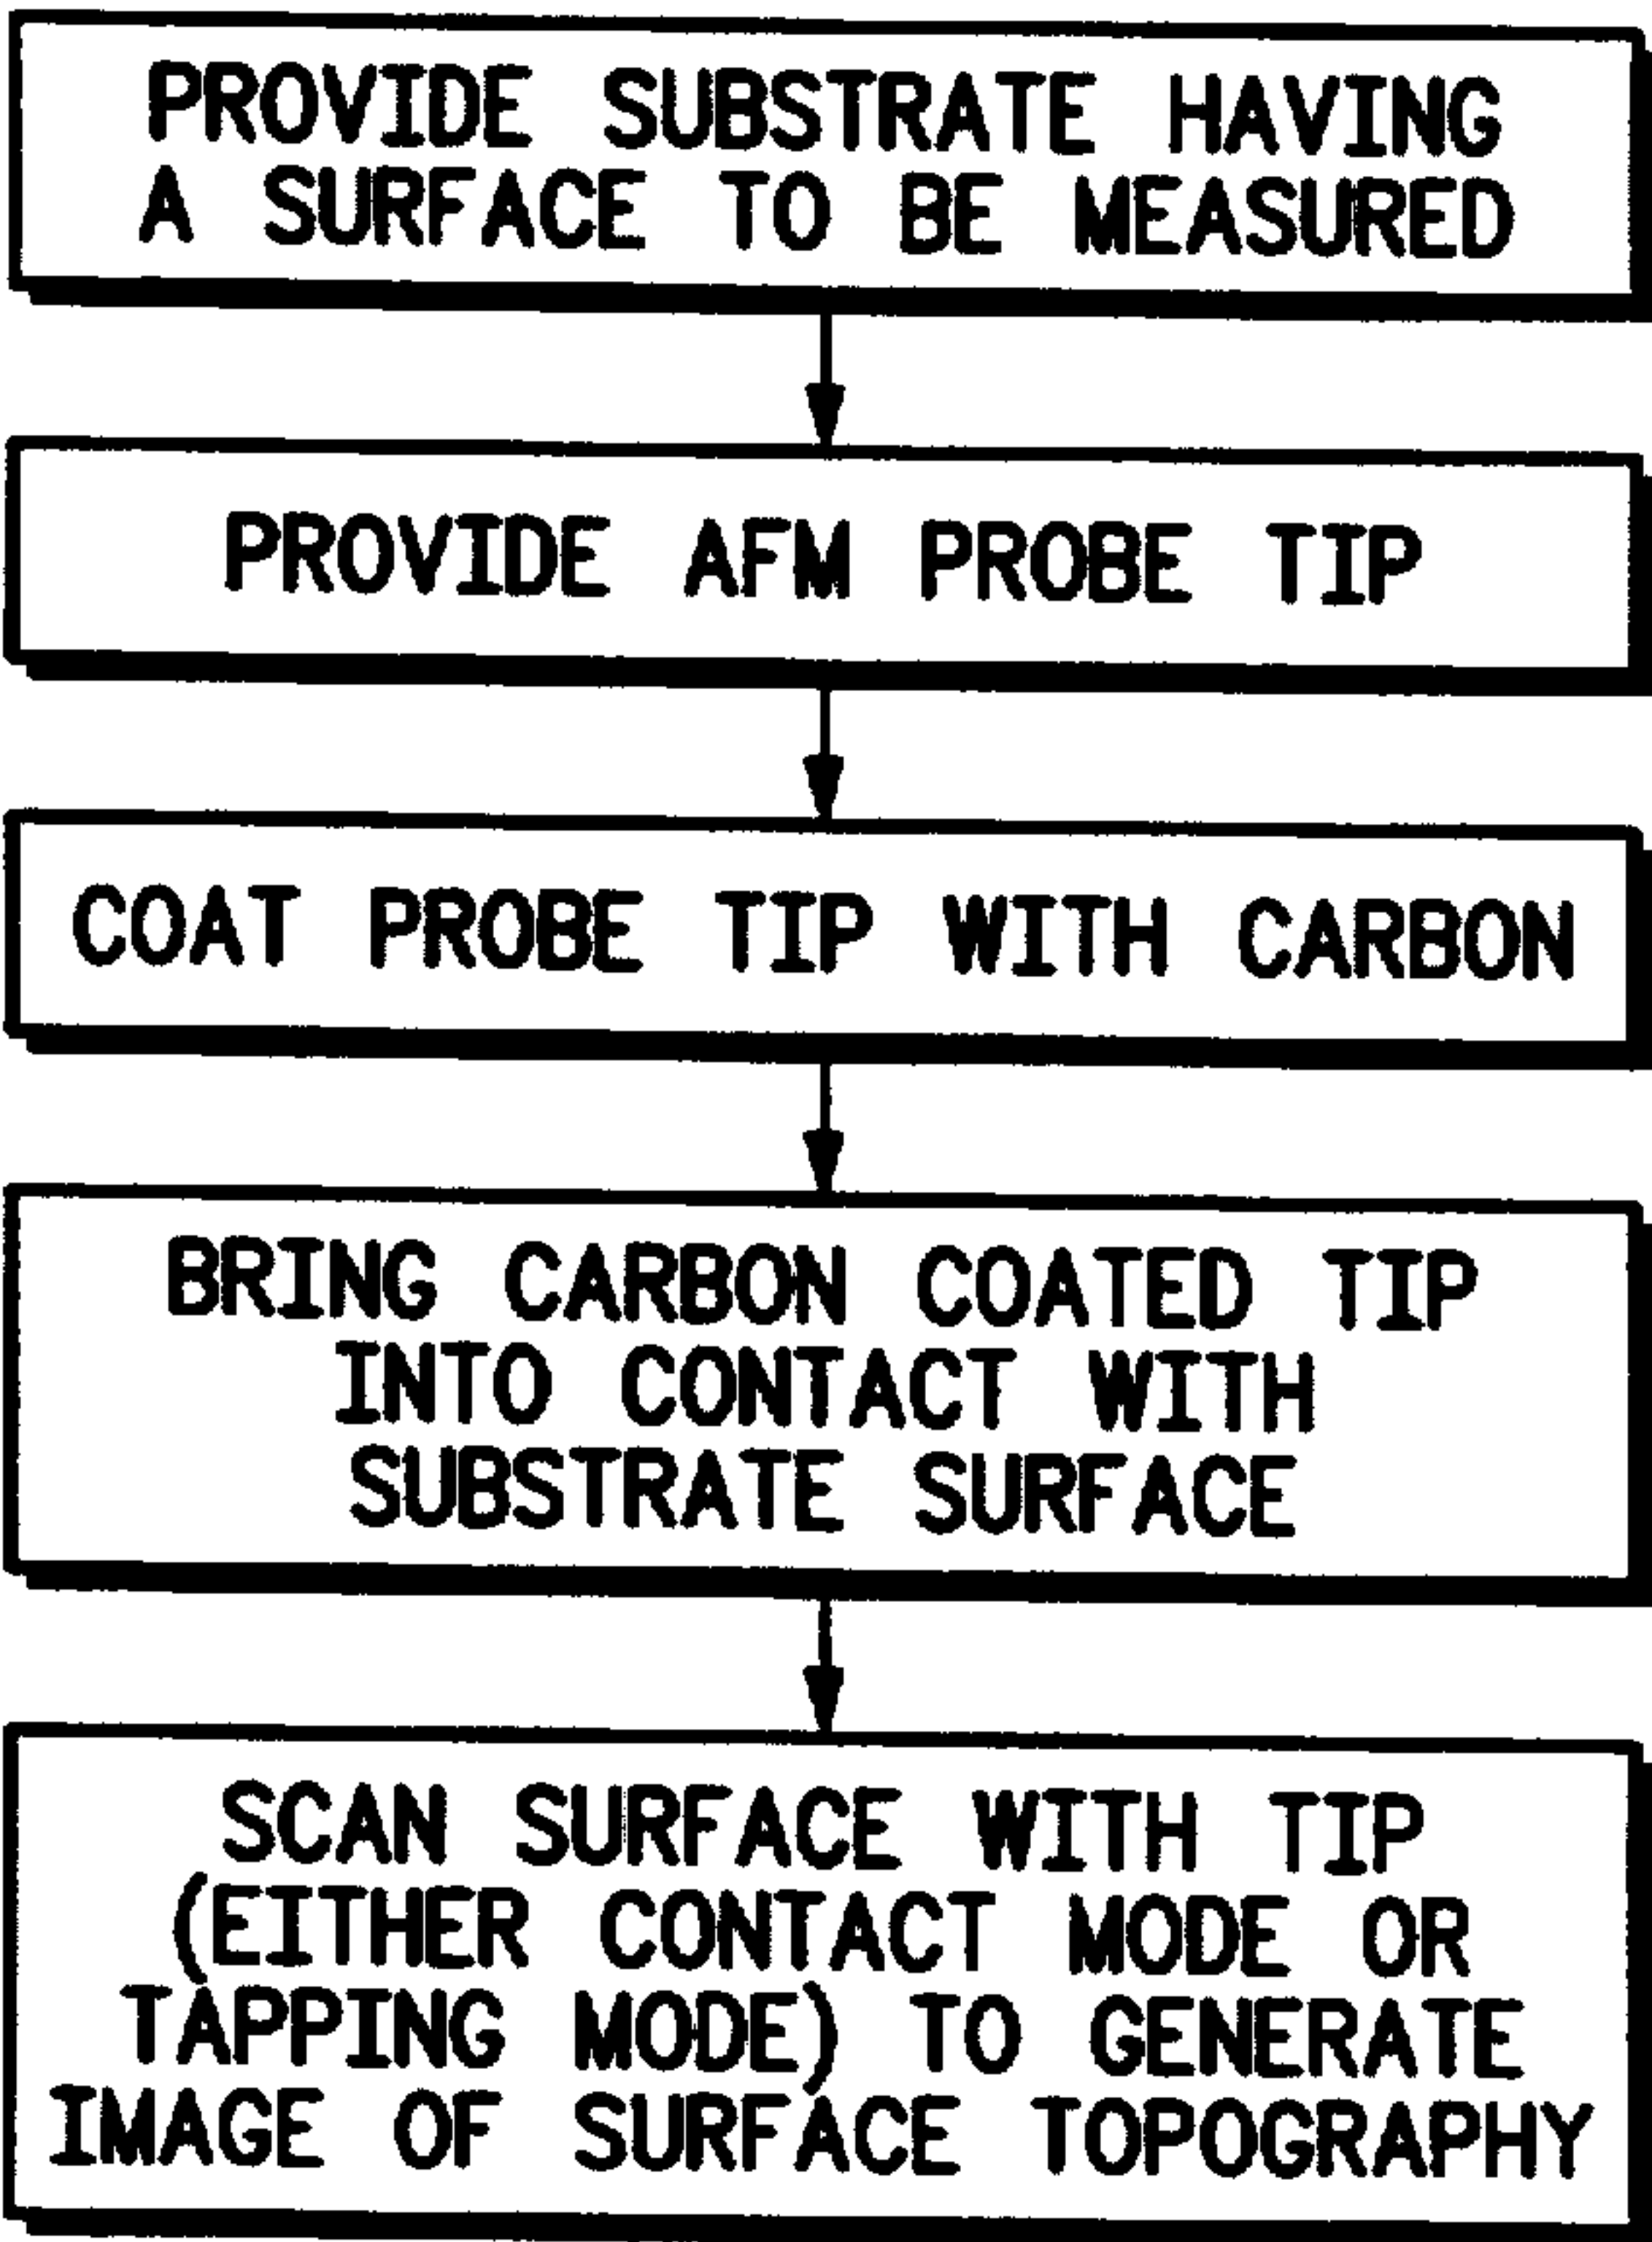 PROVIDE SUBSTRATE HAVING
A SURFACE TO BE MEASURED
PROVIDE AFM PROBE TIP
COAT PROBE TIP WITH CARBON
BRING CARBON COATED TIP
INTO CONTACT WITH
SUBSTRATE SURFACE
SCAN SURFACE WITH TIP
(EITHER CONTACT MODE OR
TAPPING MODE) TO GENERATE
IMAGE OF SURFACE TOPOGRAPHY